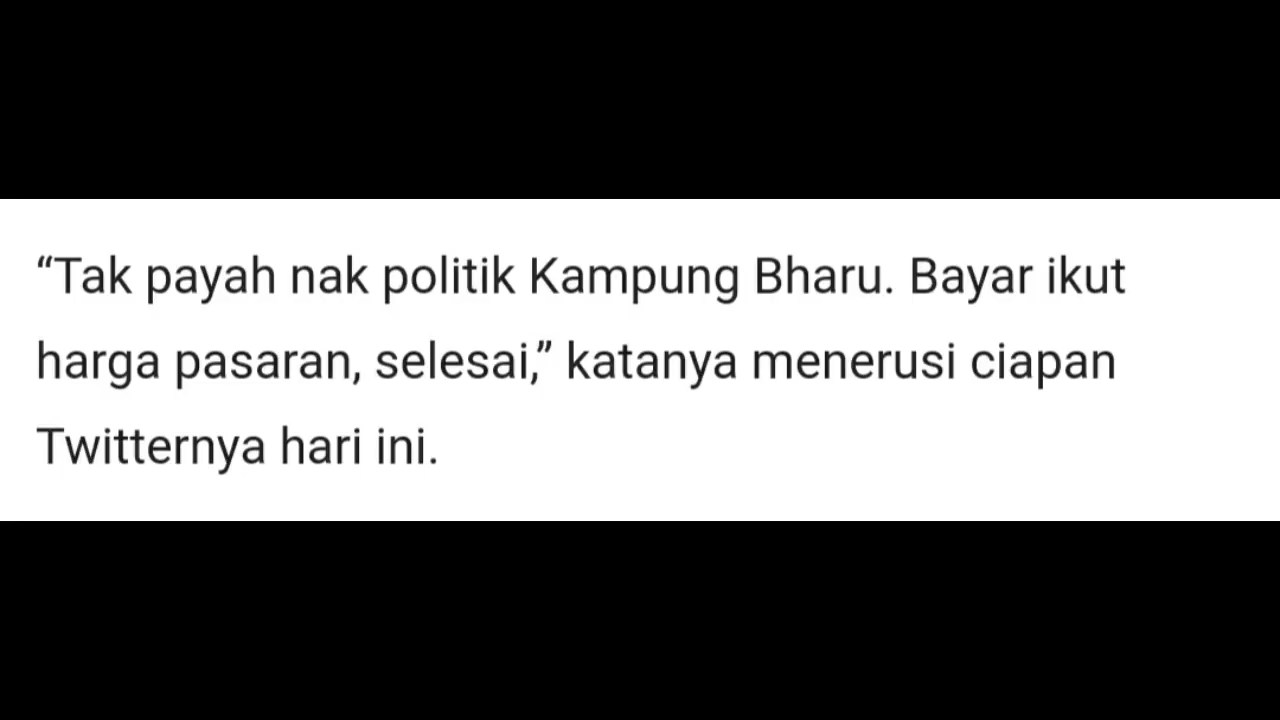 “Tak payah nak politik Kampung Bharu. Bayar ikut
harga pasaran, selesai,” katanya menerusi ciapan
Twitternya hari ini.